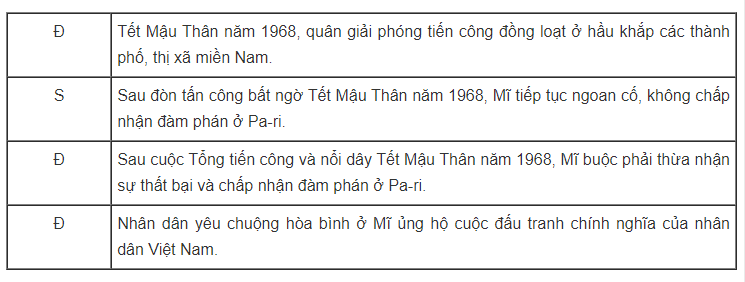 Đ
Tết Mậu Thân năm 1968, quân giải phóng tiến công đồng loạt ở hầu khắp các thành
phố, thị xã miền Nam.
S
Sau đòn tấn công bất ngờ Tết Mậu Thân năm 1968, Mĩ tiếp tục ngoan cố, không chấp
nhận đàm phán ở Pa-ri.
Đ
Sau cuộc Tổng tiến công và nổi dây Tết Mậu Thân năm 1968, Mĩ buộc phải thừa nhận
sự thất bại và chấp nhận đàm phán ở Pa-ri.
Đ
Nhân dân yêu chuộng hòa bình ở Mĩ ủng hộ cuộc đấu tranh chính nghĩa của nhân
dân Việt Nam.